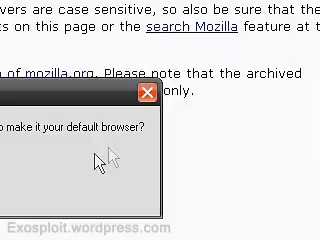 vers are case sensitive, so also be sure that the
ts on this page or the search Mozilla feature at t
n of mozilla.org. Please note that the archived
only.
o make it your default browser?
Exosploit.wordpress.com